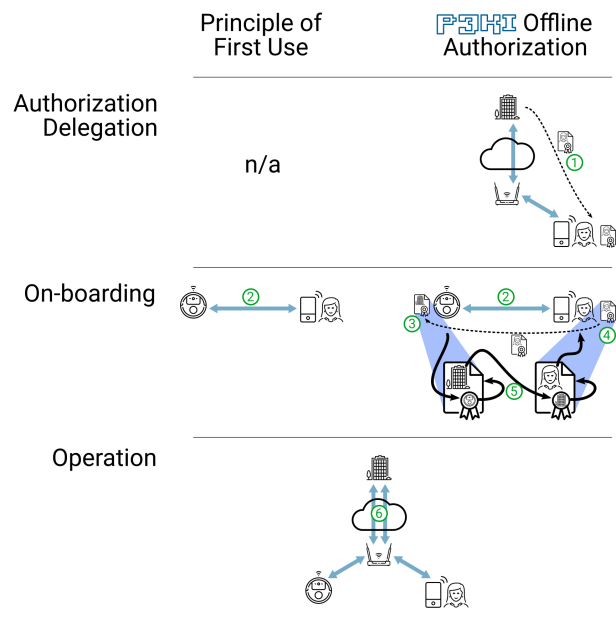 Principle of
First Use
P3KI Offline
Authorization
Authorization
Delegation
n/a
1
On-boarding
2
2
3
4
5
Operation
6